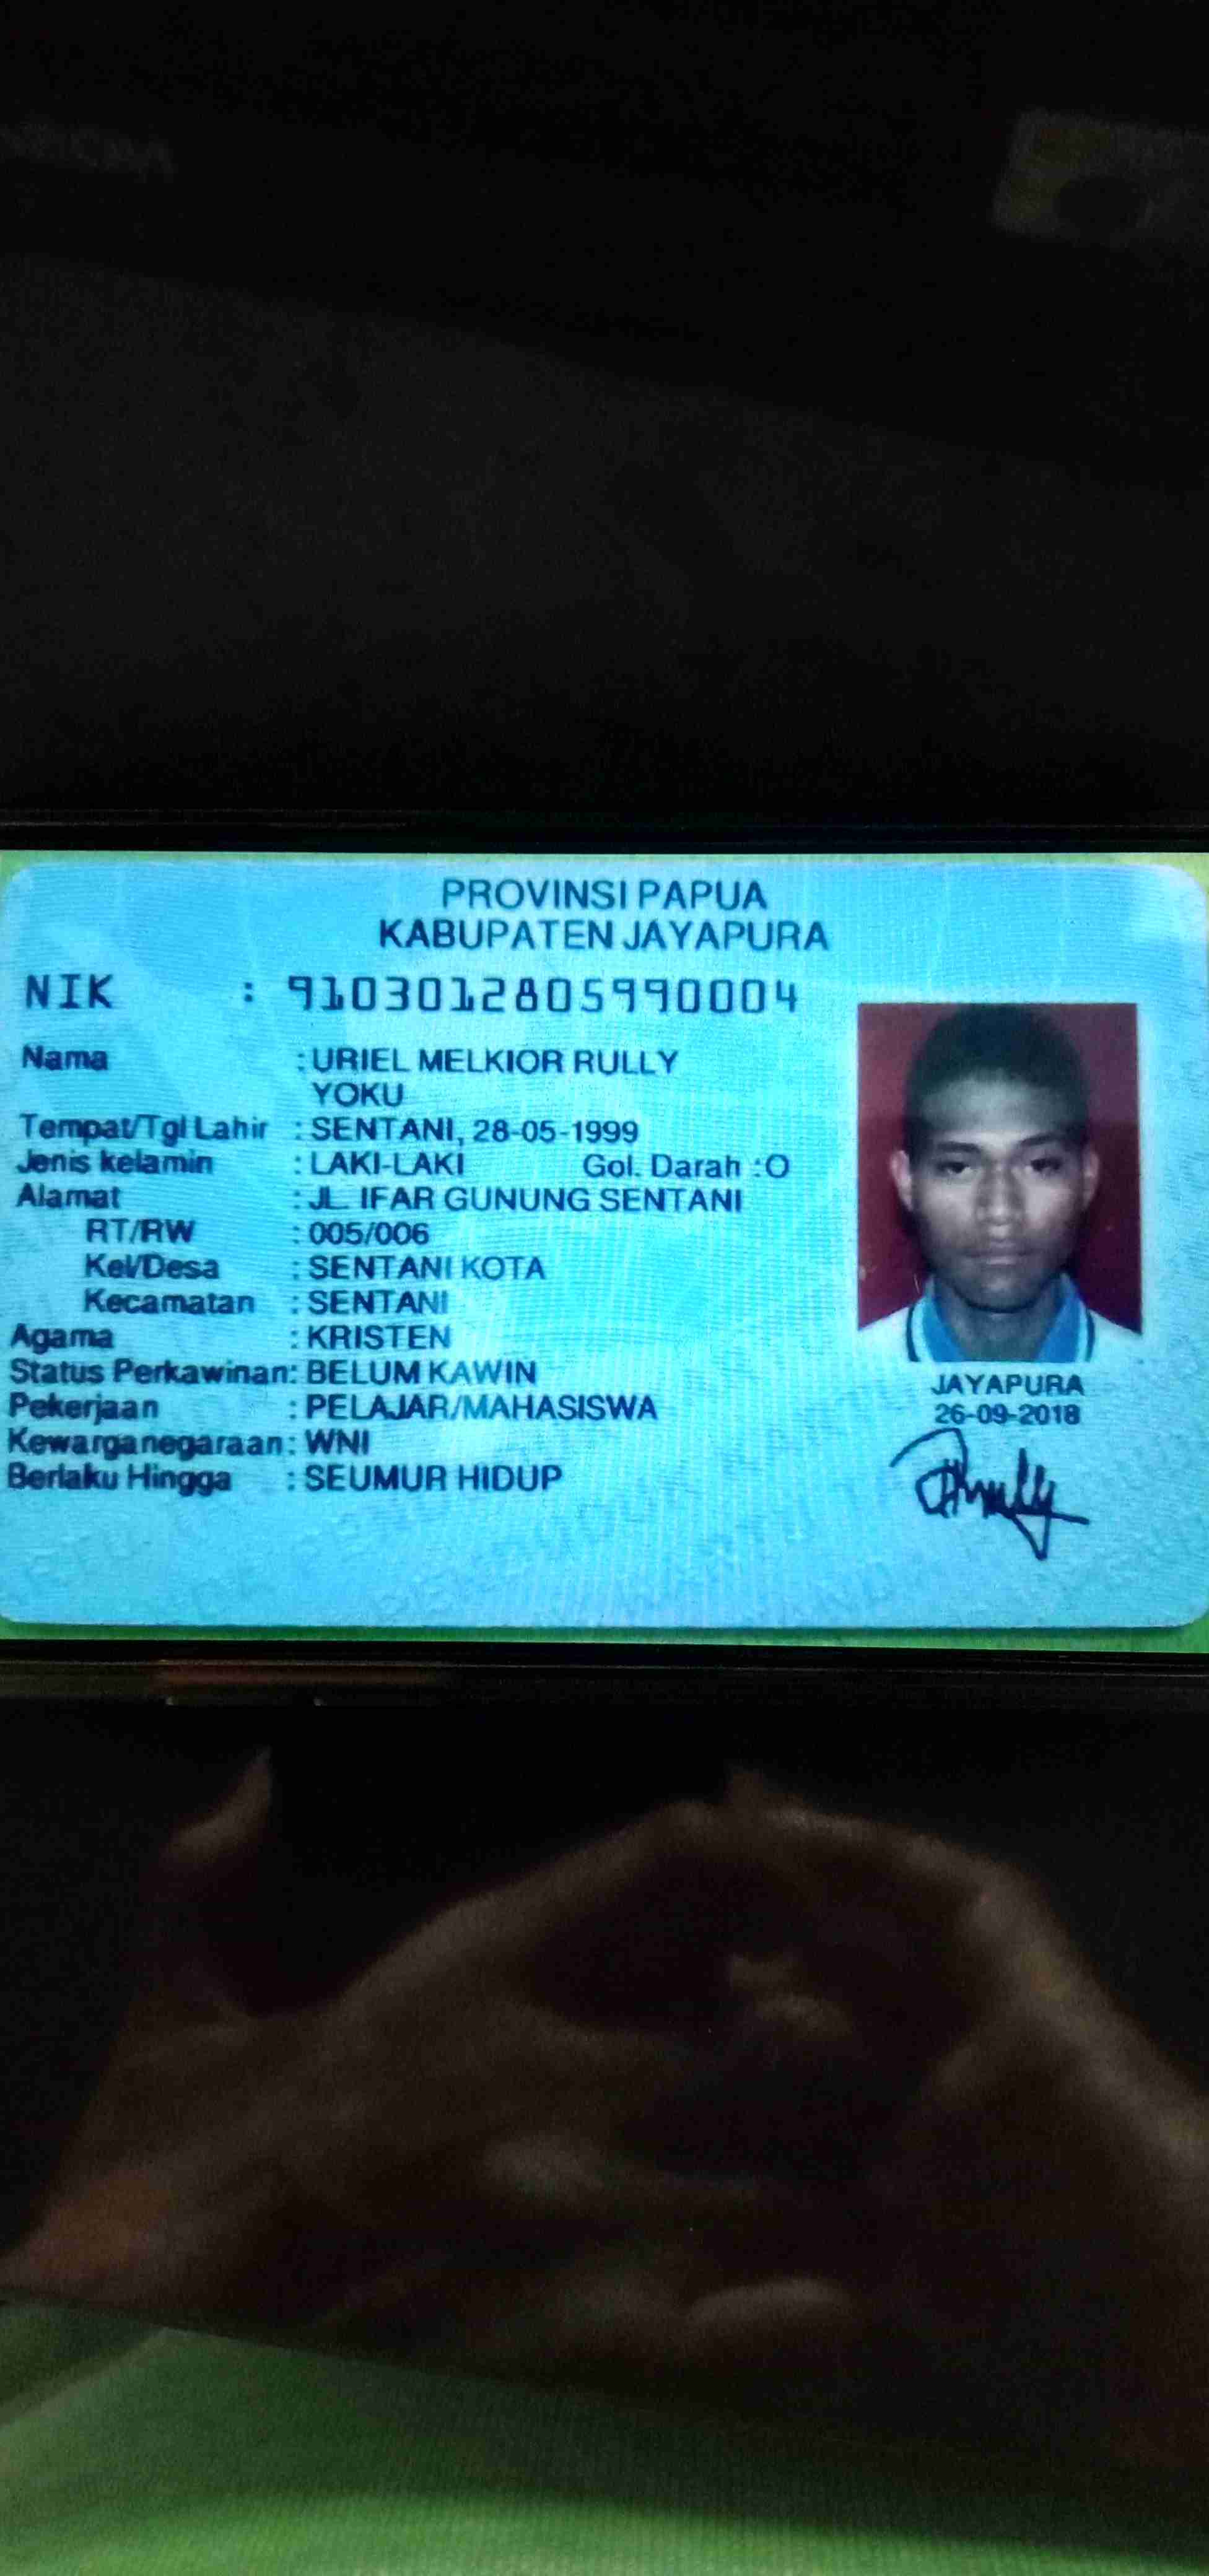 PROVINSI PAPUA
KABUPATEN JAYAPURA
NIK : 9103012805990004
Nama : URIEL MELKIOR RULLY
YOKU
Tempat/Tgl Lahir : SENTANI, 28-05-1999
Jenis kelamin : LAKI-LAKI Gol. Darah : O
Alamat : JL. IFAR GUNUNG SENTANI
RT/RW : 005/006
Kel/Desa : SENTANI KOTA
Kecamatan : SENTANI
Agama : KRISTEN
Status Perkawinan: BELUM KAWIN
Pekerjaan : PELAJAR/MAHASISWA
Kewarganegaraan: WNI
Berlaku Hingga : SEUMUR HIDUP
JAYAPURA
26-09-2018